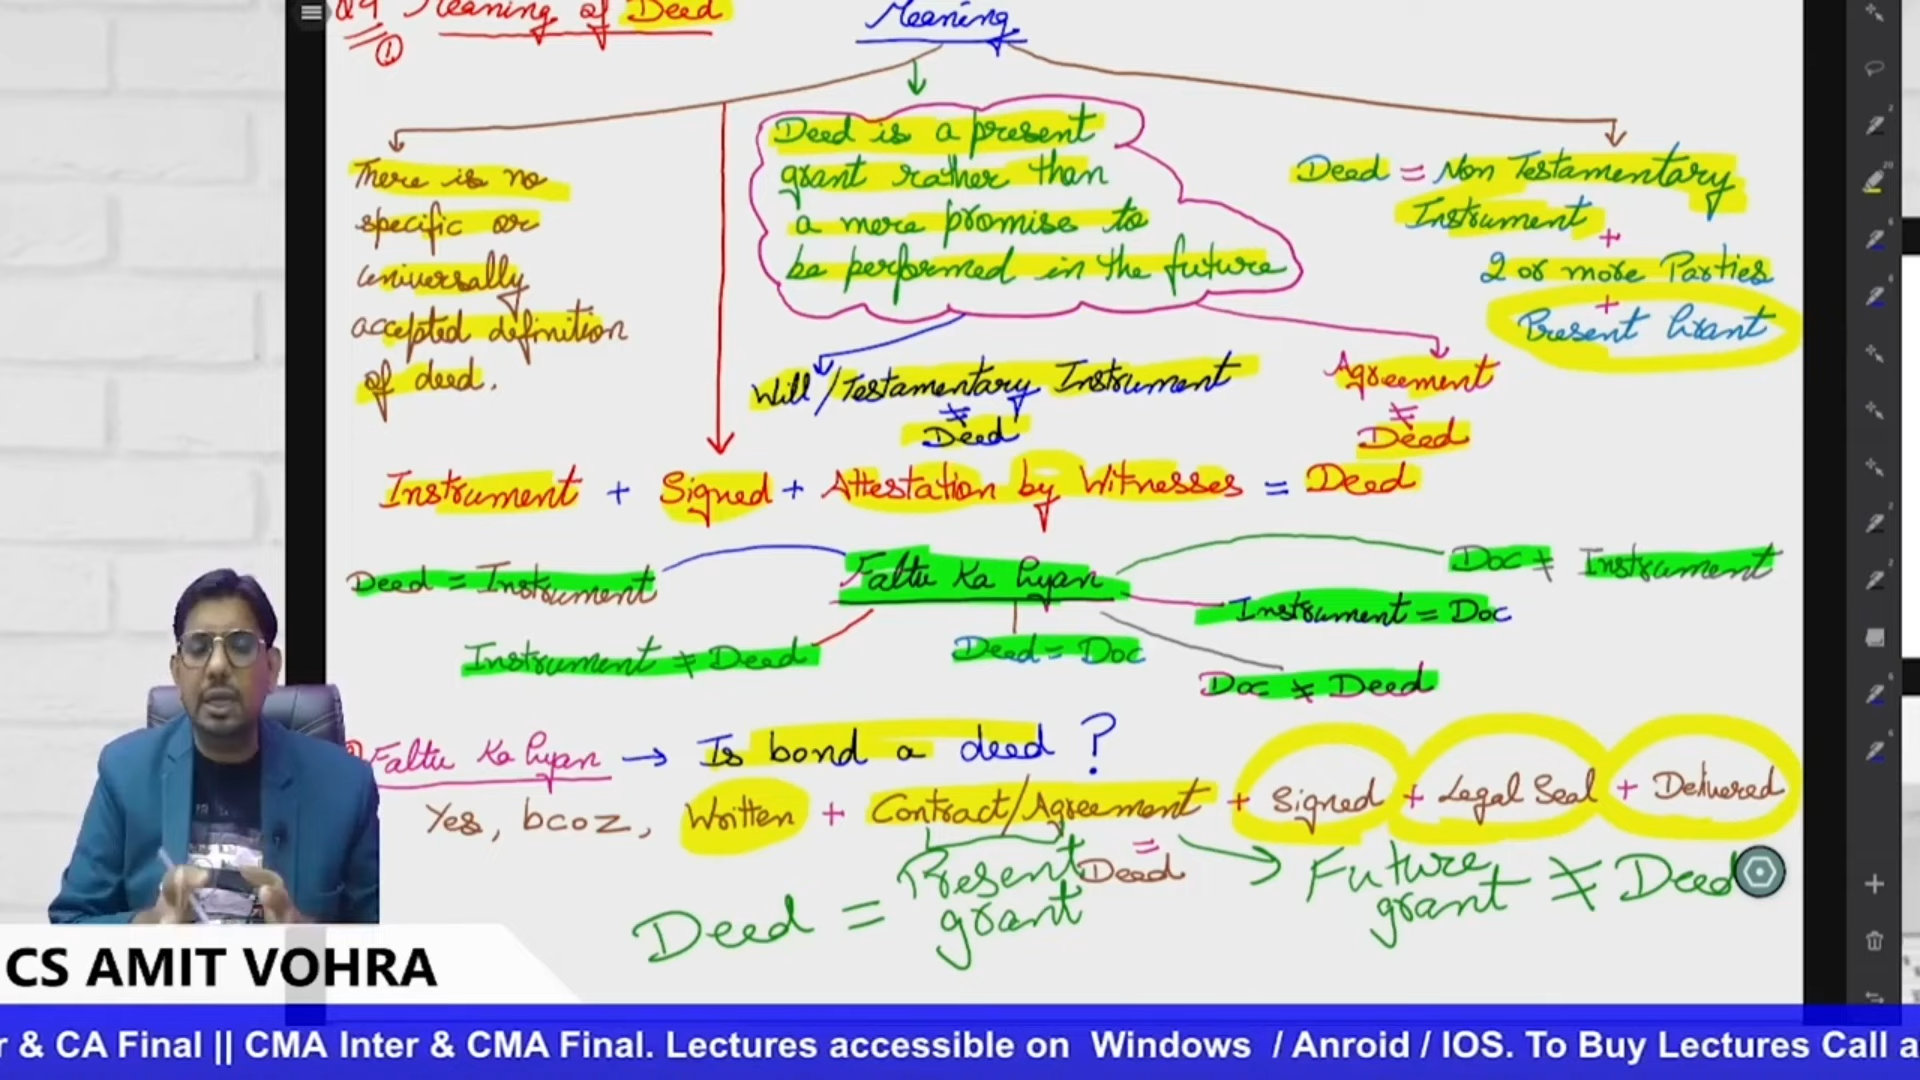 Q4 Meaning of Deed
①
Meaning
There is no
specific or
universally
accepted definition
of deed.
Deed is a present
grant rather than
a mere promise to
be performed in the future
Deed = Non Testamentary
Instrument
+
2 or more Parties
+
Present Grant
Will/Testamentary Instrument
≠
Deed
Agreement
≠
Deed
Instrument + Signed + Attestation by Witnesses = Deed
Faltu Ka Gyan
Deed = Instrument
Instrument ≠ Deed
Deed = Doc
Doc ≠ Instrument
Instrument = Doc
Doc ≠ Deed
Faltu Ka Gyan → Is bond a deed ?
Yes, bcoz, Written + Contract/Agreement + Signed + Legal Seal + Delivered
=
Deed
Deed = Present
grant
Future
grant ≠ Deed
CS AMIT VOHRA
r & CA Final || CMA Inter & CMA Final. Lectures accessible on Windows / Anroid / IOS. To Buy Lectures Call a